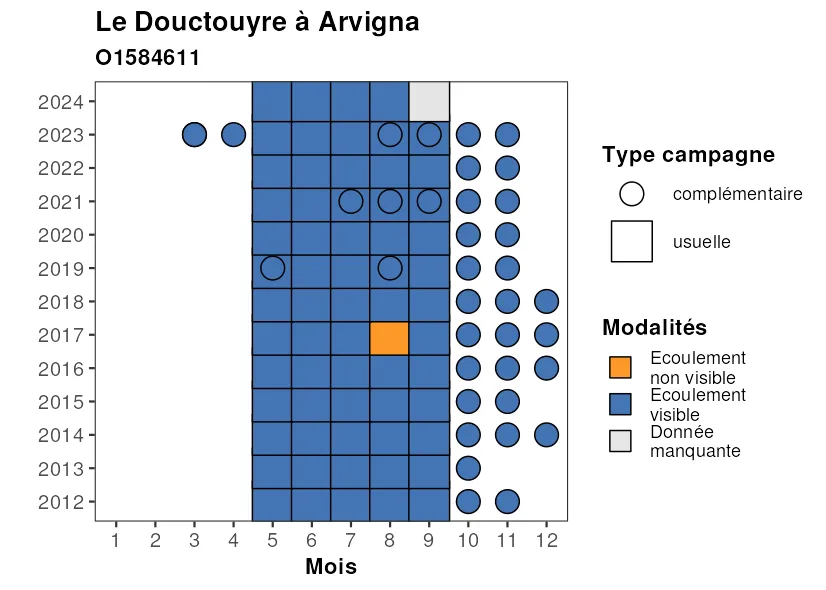 Le Douctouyre à Arvigna
O1584611
2024
2023
2022
2021
2020
2019
2018
2017
2016
2015
2014
2013
2012
1 2 3 4 5 6 7 8 9 10 11 12
Mois
Type campagne
complémentaire
usuelle
Modalités
Ecoulement
non visible
Ecoulement
visible
Donnée
manquante